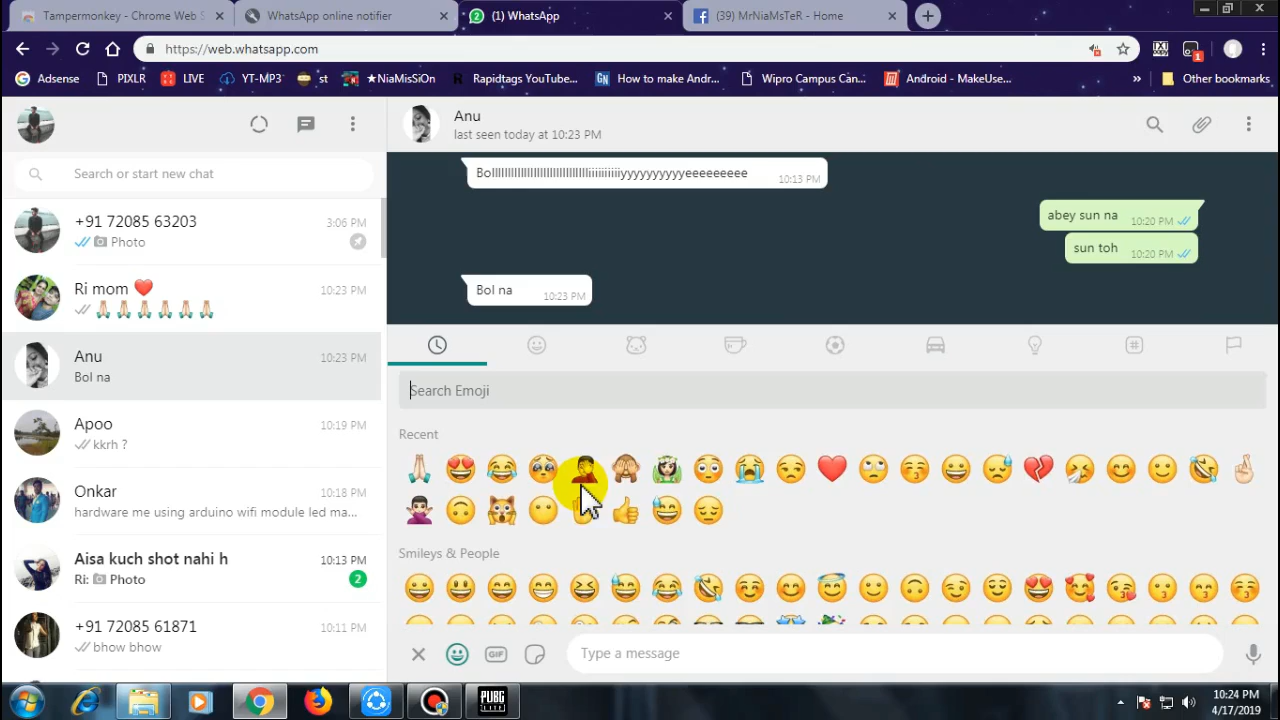 Tampermonkey - Chrome Web S
WhatsApp online notifier
(1) WhatsApp
(39) MrNiaMsTeR - Home
https://web.whatsapp.com
Adsense
PIXLR
LIVE
YT-MP3
st
★NiaMiSSiON
Rapidtags YouTube...
How to make Andr...
Wipro Campus Can...
Android - MakeUse...
»
Other bookmarks
Anu
last seen today at 10:23 PM
Search or start new chat
+91 72085 63203
3:06 PM
Photo
Ri mom ❤️
10:23 PM
🙏🏻 🙏🏻 🙏🏻 🙏🏻 🙏🏻 🙏🏻
Anu
10:23 PM
Bol na
Apoo
10:19 PM
kkrh ?
Onkar
10:18 PM
hardware me using arduino wifi module led ma...
Aisa kuch shot nahi h
10:13 PM
Ri: Photo
2
+91 72085 61871
10:11 PM
bhow bhow
10:13 PM
abey sun na
10:20 PM
sun toh
10:20 PM
Bol na
10:23 PM
Search Emoji
Recent
Smileys & People
GIF
Type a message
PUBG
LITE
10:24 PM
4/17/2019